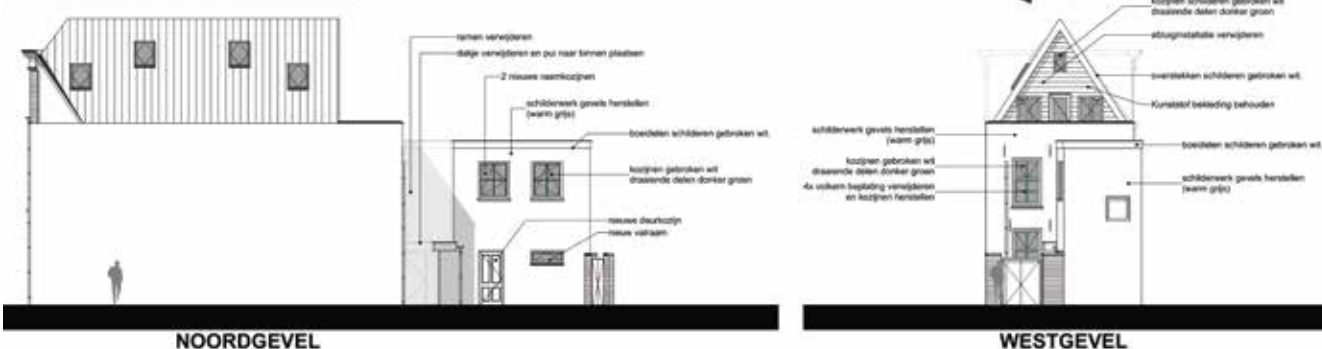 ramen verwijderen
dakje verwijderen en pui naar binnen plaatsen
2 nieuwe raamkozijnen
schilderwerk gevels herstellen
(warm grijs)
boeidelen schilderen gebroken wit.
kozijnen gebroken wit
draaiende delen donker groen
nieuwe deurkozijn
nieuw valraam
NOORDGEVEL
kozijnen schilderen gebroken wit
draaiende delen donker groen
afzuiginstallatie verwijderen
overstekken schilderen gebroken wit.
Kunststof bekleding behouden
schilderwerk gevels herstellen
(warm grijs)
boeidelen schilderen gebroken wit
kozijnen gebroken wit
draaiende delen donker groen
4x volkern beplating verwijderen
en kozijnen herstellen
schilderwerk gevels herstellen
(warm grijs)
WESTGEVEL